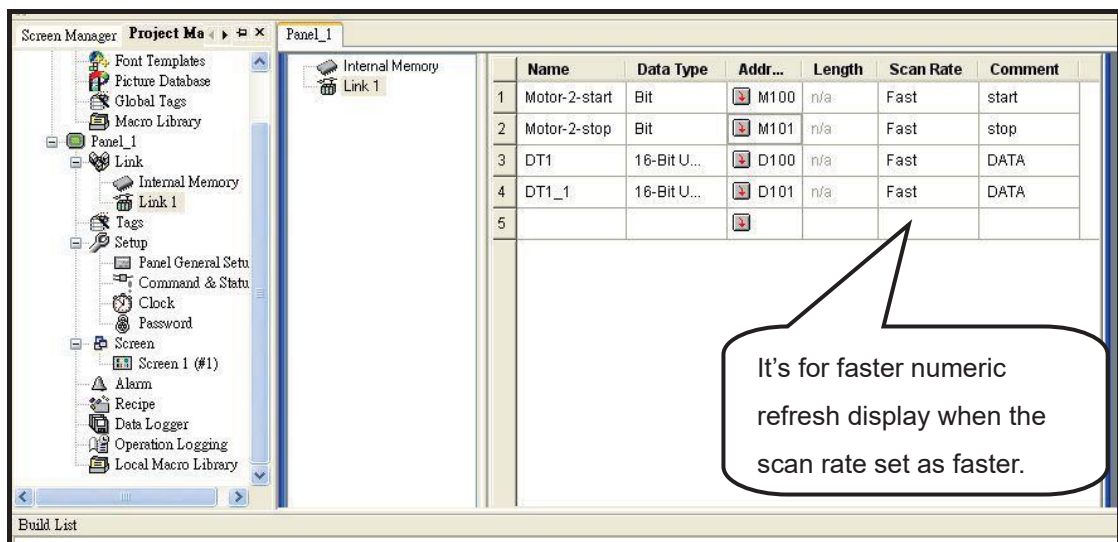 Screen Manager Project Ma
Panel_1
Font Templates
Picture Database
Global Tags
Macro Library
Panel_1
Link
Internal Memory
Link 1
Tags
Setup
Panel General Setu
Command & Statu
Clock
Password
Screen
Screen 1 (#1)
Alarm
Recipe
Data Logger
Operation Logging
Local Macro Library
Internal Memory
Link 1
Name Data Type Addr... Length Scan Rate Comment
1 Motor-2-start Bit M100 n/a Fast start
2 Motor-2-stop Bit M101 n/a Fast stop
3 DT1 16-Bit U... D100 n/a Fast DATA
4 DT1_1 16-Bit U... D101 n/a Fast DATA
5
It's for faster numeric
refresh display when the
scan rate set as faster.
Build List